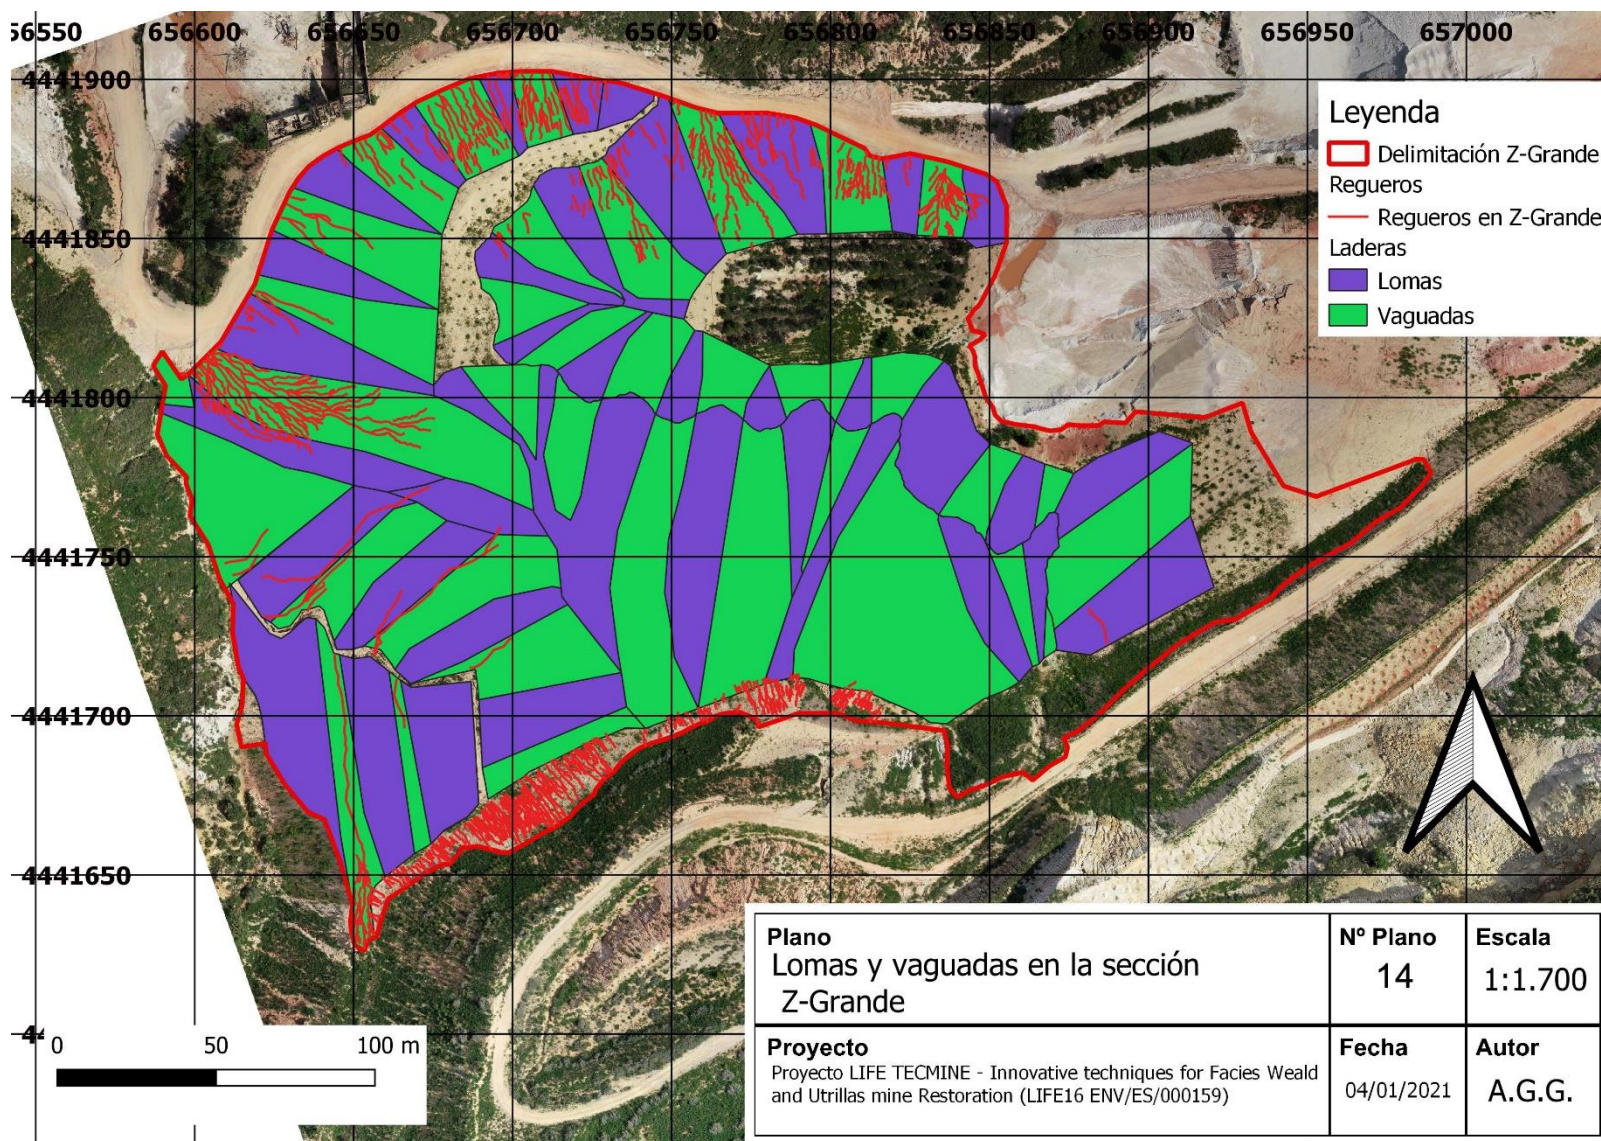 56550 656600 656650 656700 656750 656800 656850 656900 656950 657000
4441900
4441850
4441800
4441750
4441700
4441650
Leyenda
Delimitación Z-Grande
Regueros
Regueros en Z-Grande
Laderas
Lomas
Vaguadas
0 50 100 m
Plano
Lomas y vaguadas en la sección
Z-Grande
Nº Plano
14
Escala
1:1.700
Proyecto
Proyecto LIFE TECMINE - Innovative techniques for Facies Weald
and Utrillas mine Restoration (LIFE16 ENV/ES/000159)
Fecha
04/01/2021
Autor
A.G.G.